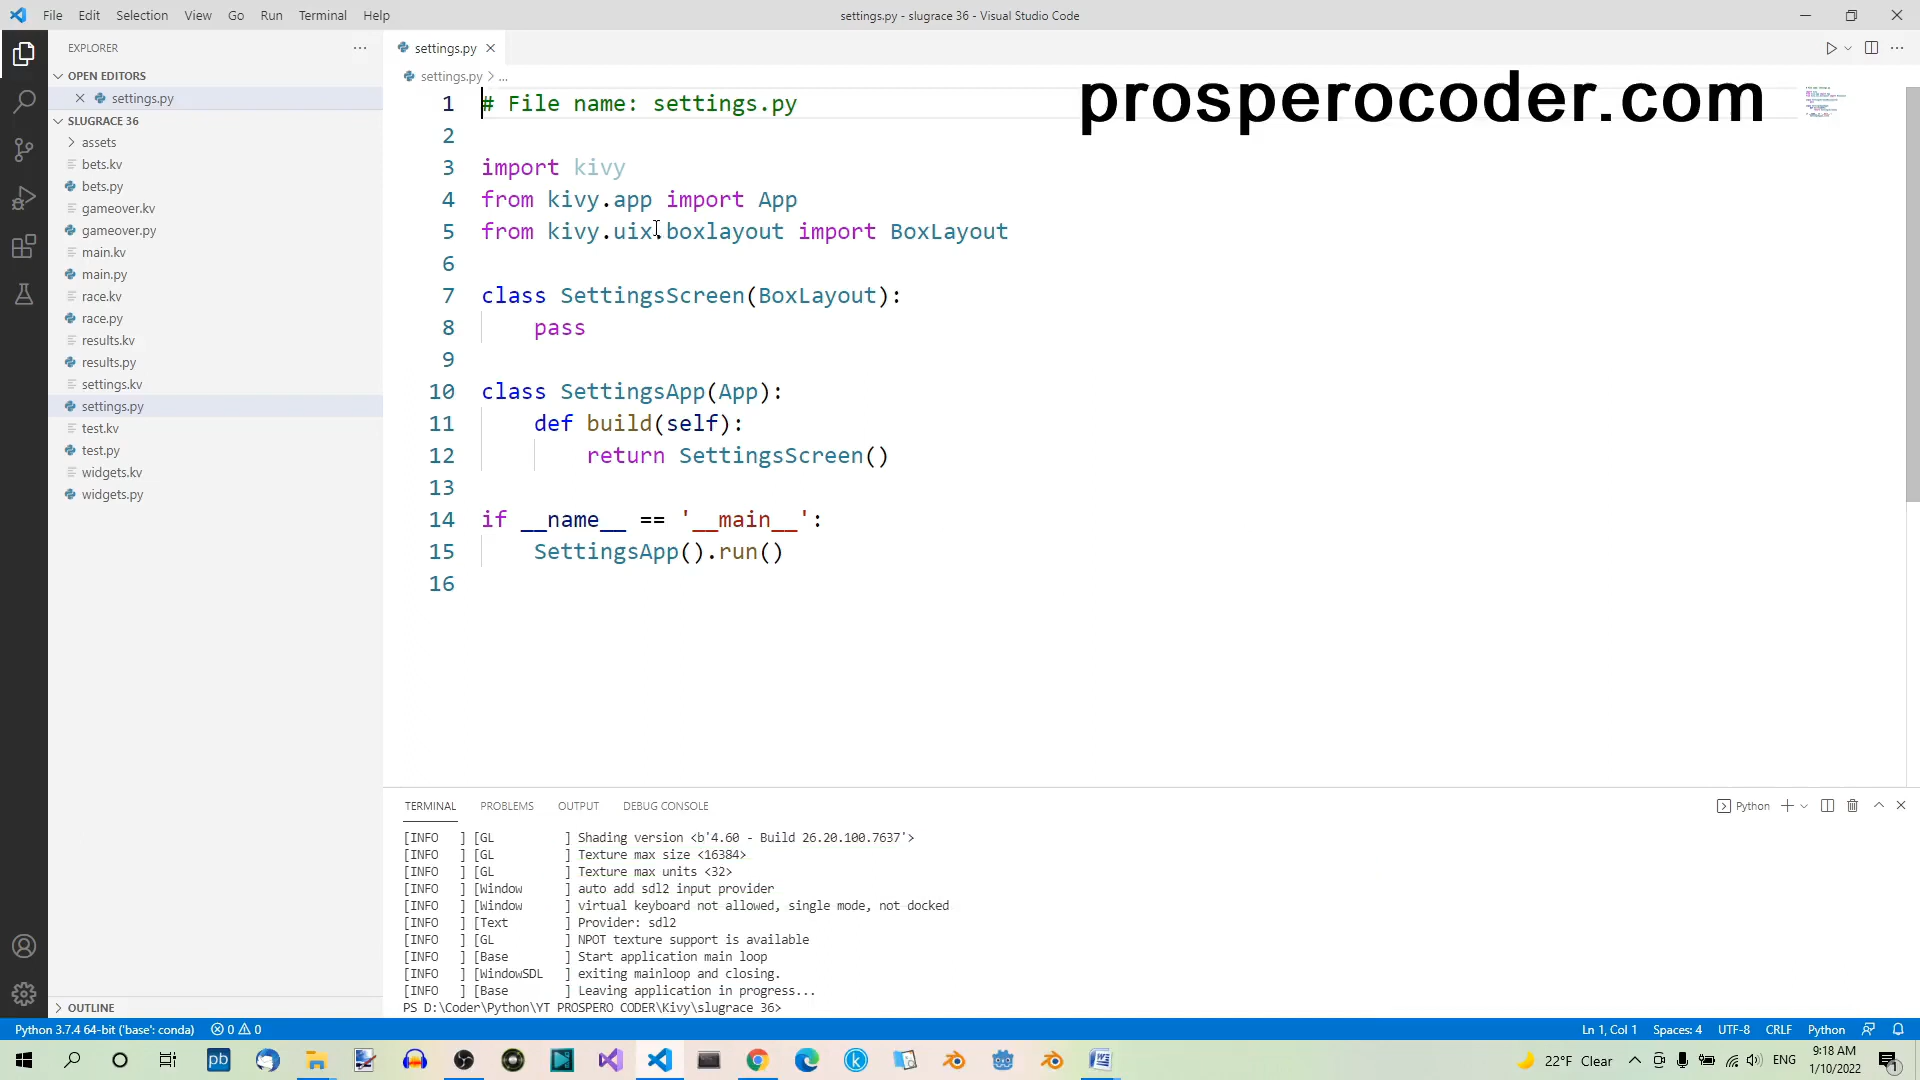 File Edit Selection View Go Run Terminal Help
settings.py - slugrace 36 - Visual Studio Code
EXPLORER
OPEN EDITORS
settings.py
SLUGRACE 36
assets
bets.kv
bets.py
gameover.kv
gameover.py
main.kv
main.py
race.kv
race.py
results.kv
results.py
settings.kv
settings.py
test.kv
test.py
widgets.kv
widgets.py
OUTLINE
settings.py
settings.py > ...
prosperocoder.com
1 # File name: settings.py
2
3 import kivy
4 from kivy.app import App
5 from kivy.uix.boxlayout import BoxLayout
6
7 class SettingsScreen(BoxLayout):
8 pass
9
10 class SettingsApp(App):
11 def build(self):
12 return SettingsScreen()
13
14 if __name__ == '__main__':
15 SettingsApp().run()
16
TERMINAL PROBLEMS OUTPUT DEBUG CONSOLE
Python
[INFO ] [GL ] Shading version <b'4.60 - Build 26.20.100.7637'>
[INFO ] [GL ] Texture max size <16384>
[INFO ] [GL ] Texture max units <32>
[INFO ] [Window ] auto add sdl2 input provider
[INFO ] [Window ] virtual keyboard not allowed, single mode, not docked
[INFO ] [Text ] Provider: sdl2
[INFO ] [GL ] NPOT texture support is available
[INFO ] [Base ] Start application main loop
[INFO ] [WindowSDL ] exiting mainloop and closing.
[INFO ] [Base ] Leaving application in progress...
PS D:\Coder\Python\YT PROSPERO CODER\Kivy\slugrace 36>
Python 3.7.4 64-bit ('base': conda) 0 0
Ln 1, Col 1 Spaces: 4 UTF-8 CRLF Python
pb
22°F Clear
ENG
9:18 AM
1/10/2022
1